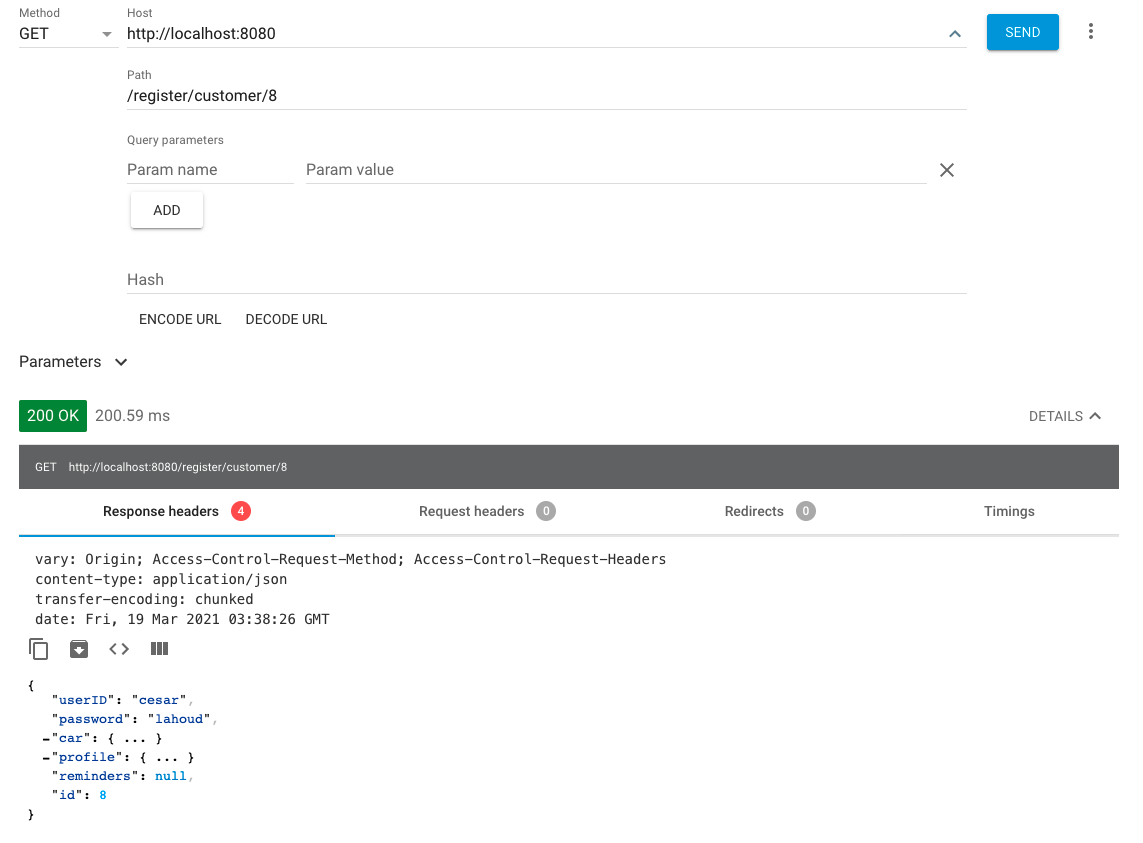 Method Host
GET http://localhost:8080 SEND
Path
/register/customer/8
Query parameters
Param name Param value
ADD
Hash
ENCODE URL DECODE URL
Parameters
200 OK 200.59 ms DETAILS
GET http://localhost:8080/register/customer/8
Response headers 4 Request headers 0 Redirects 0 Timings
vary: Origin; Access-Control-Request-Method; Access-Control-Request-Headers
content-type: application/json
transfer-encoding: chunked
date: Fri, 19 Mar 2021 03:38:26 GMT
{
"userID": "cesar",
"password": "lahoud",
-"car": { ... }
-"profile": { ... }
"reminders": null,
"id": 8
}